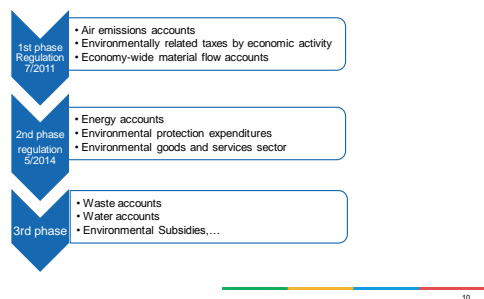 1st phase
Regulation
7/2011
• Air emissions accounts
• Environmentally related taxes by economic activity
• Economy-wide material flow accounts
2nd phase
regulation
5/2014
• Energy accounts
• Environmental protection expenditures
• Environmental goods and services sector
3rd phase
• Waste accounts
• Water accounts
• Environmental Subsidies,…
10